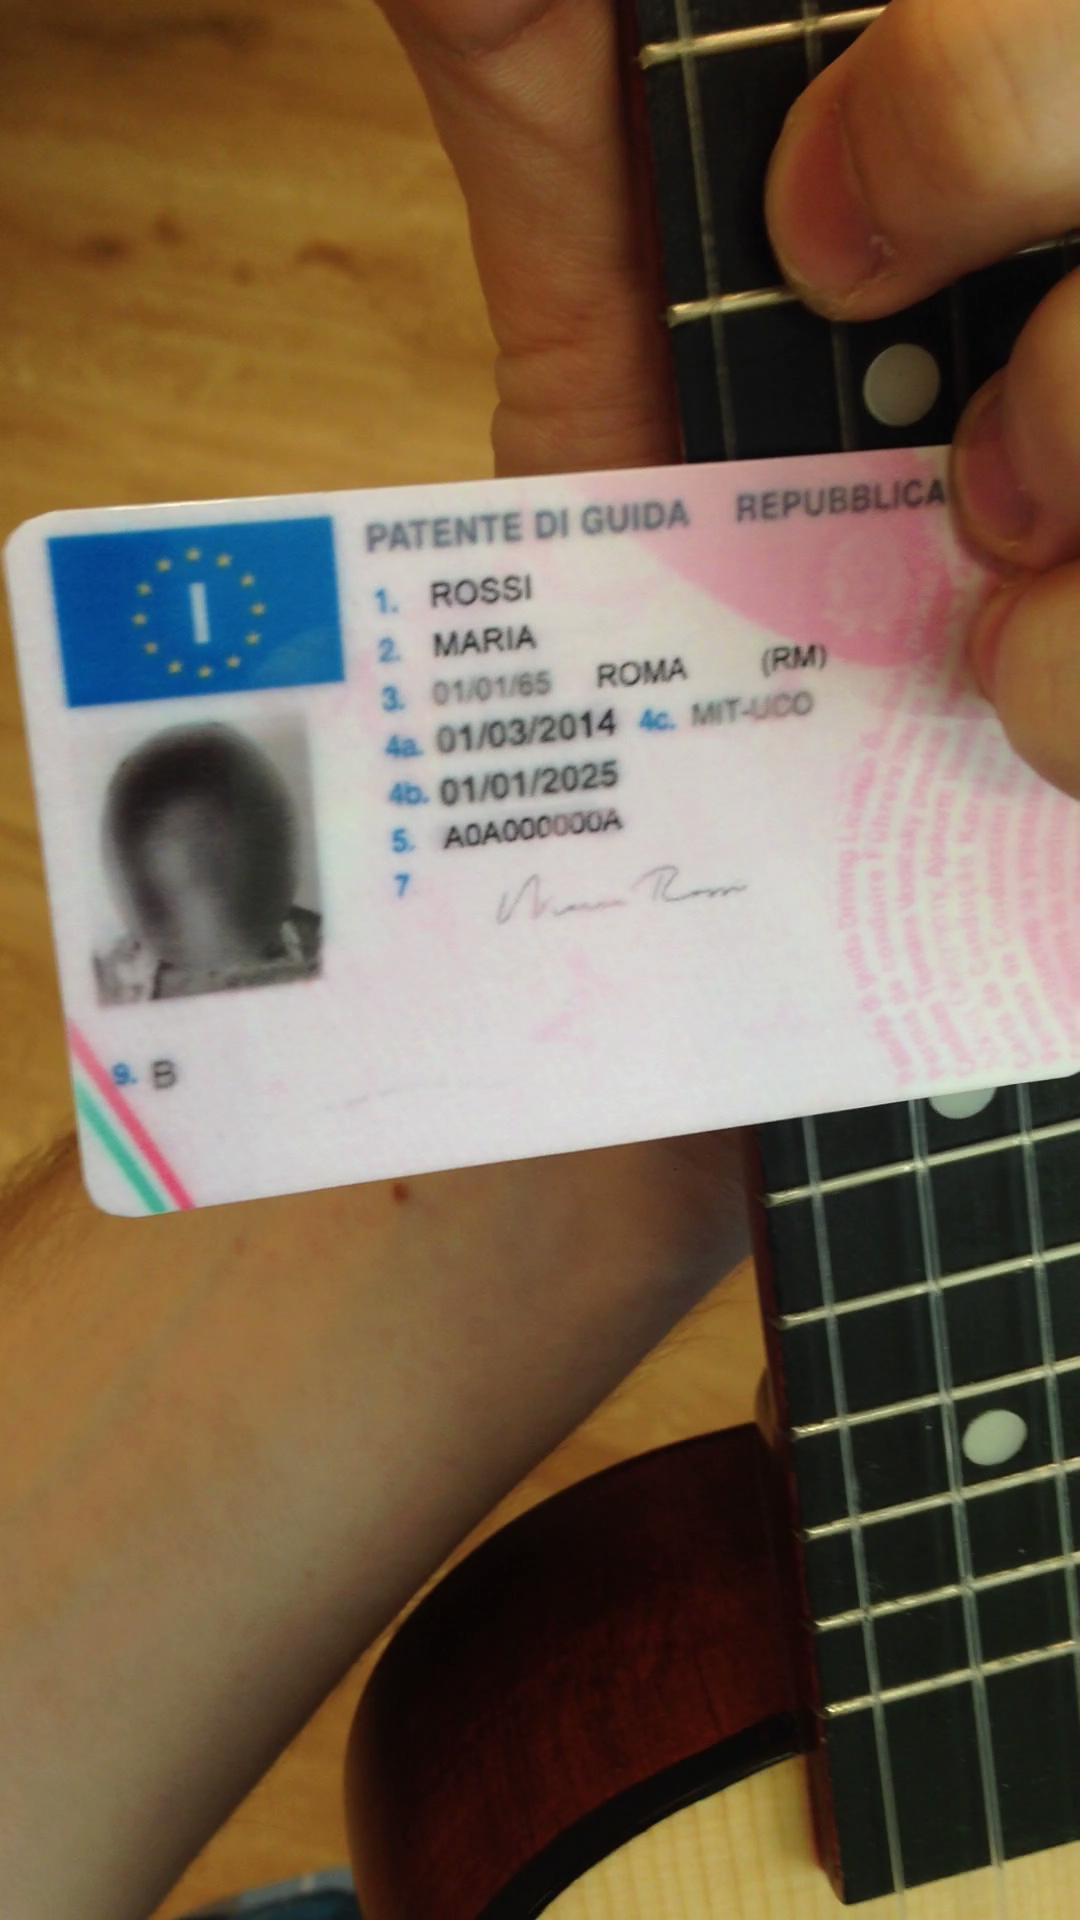 I
PATENTE DI GUIDA REPUBBLICA
1. ROSSI
2. MARIA
3. 01/01/65 ROMA (RM)
4a. 01/03/2014 4c. MIT-UCO
4b. 01/01/2025
5. A0A000000A
7 Maria Rossi
9. B